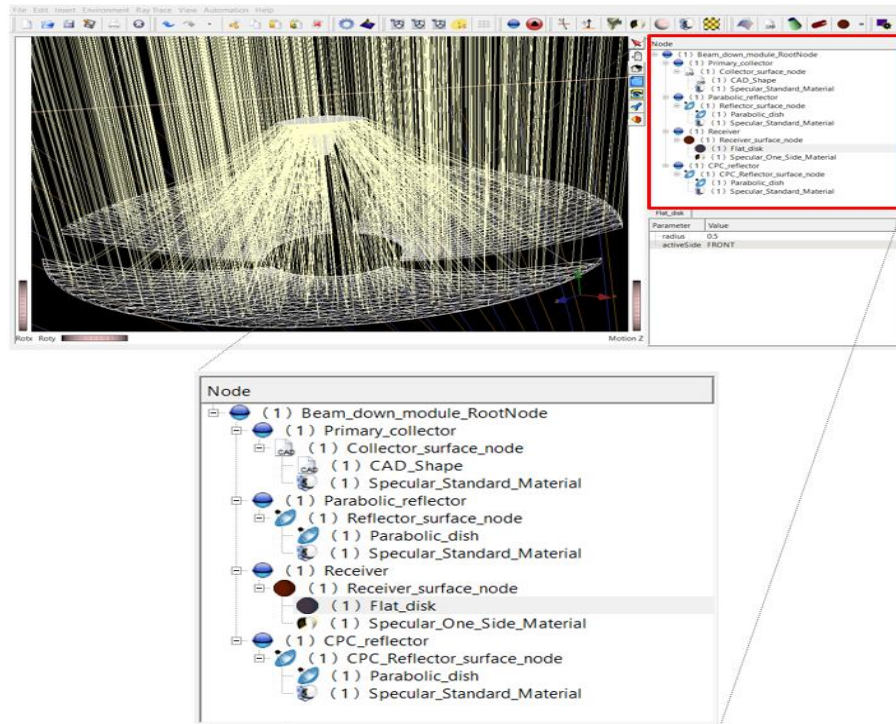 File Edit Insert Environment Ray Trace View Automation Help
Node
(1) Beam_down_module_RootNode
(1) Primary_collector
(1) Collector_surface_node
(1) CAD_Shape
(1) Specular_Standard_Material
(1) Parabolic_reflector
(1) Reflector_surface_node
(1) Parabolic_dish
(1) Specular_Standard_Material
(1) Receiver
(1) Receiver_surface_node
(1) Flat_disk
(1) Specular_One_Side_Material
(1) CPC_reflector
(1) CPC_Reflector_surface_node
(1) Parabolic_dish
(1) Specular_Standard_Material
Flat_disk
Parameter Value
radius 0.5
activeSide FRONT
Rotx Roty Motion Z
Node
(1) Beam_down_module_RootNode
(1) Primary_collector
(1) Collector_surface_node
CAD (1) CAD_Shape
(1) Specular_Standard_Material
(1) Parabolic_reflector
(1) Reflector_surface_node
(1) Parabolic_dish
(1) Specular_Standard_Material
(1) Receiver
(1) Receiver_surface_node
(1) Flat_disk
(1) Specular_One_Side_Material
(1) CPC_reflector
(1) CPC_Reflector_surface_node
(1) Parabolic_dish
(1) Specular_Standard_Material